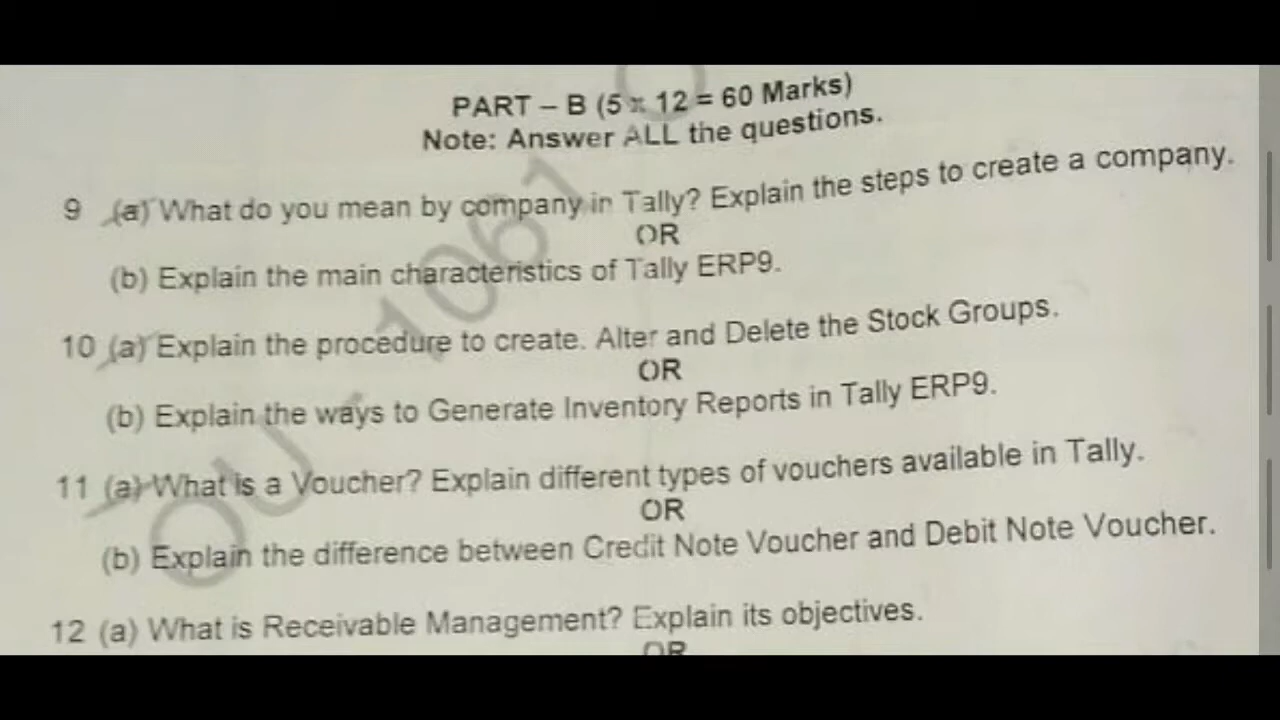 PART – B (5 x 12 = 60 Marks)
Note: Answer ALL the questions.
9 (a) What do you mean by company in Tally? Explain the steps to create a company.
OR
(b) Explain the main characteristics of Tally ERP9.
10 (a) Explain the procedure to create. Alter and Delete the Stock Groups.
OR
(b) Explain the ways to Generate Inventory Reports in Tally ERP9.
11 (a) What is a Voucher? Explain different types of vouchers available in Tally.
OR
(b) Explain the difference between Credit Note Voucher and Debit Note Voucher.
12 (a) What is Receivable Management? Explain its objectives.
OR
OU - 1061